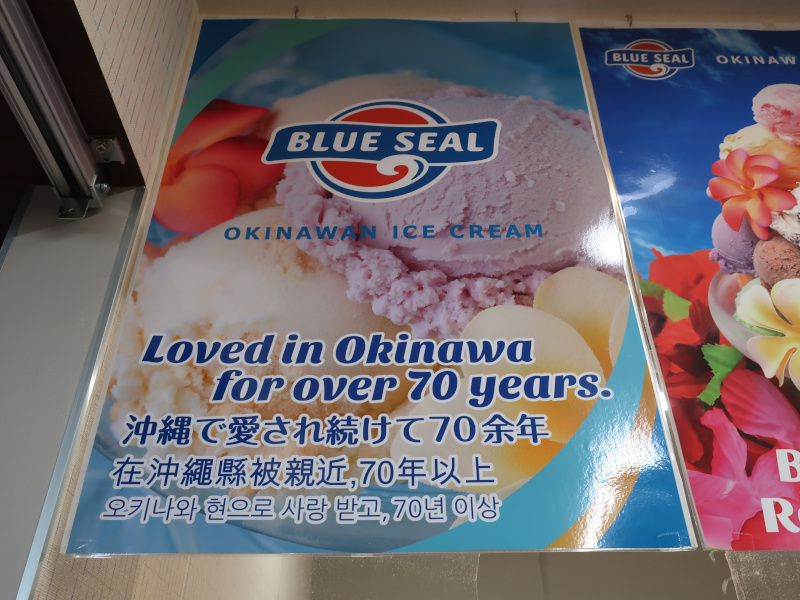 BLUE SEAL
OKINAWAN ICE CREAM
Loved in Okinawa
for over 70 years.
沖縄で愛され続けて70余年
在沖繩縣被親近,70年以上
오키나와 현으로 사랑 받고, 70년 이상
BLUE SEAL